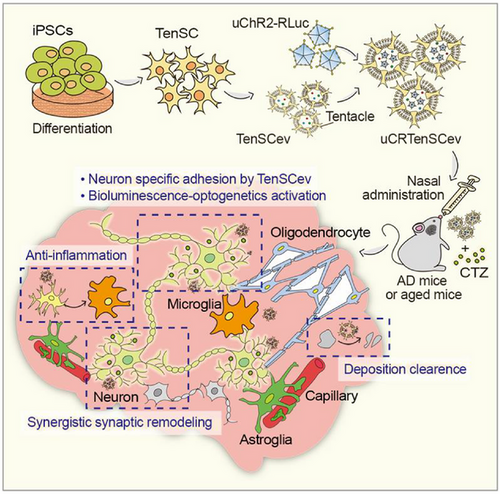 iPSCs
TenSC
uChR2-RLuc
Differentiation
TenSCev
Tentacle
uCRTenSCev
Nasal
administration
• Neuron specific adhesion by TenSCev
• Bioluminescence-optogenetics activation
+
CTZ
AD mice
or aged mice
Oligodendrocyte
Anti-inflammation
Microglia
Deposition clearence
Neuron
Capillary
Synergistic synaptic remodeling
Astroglia